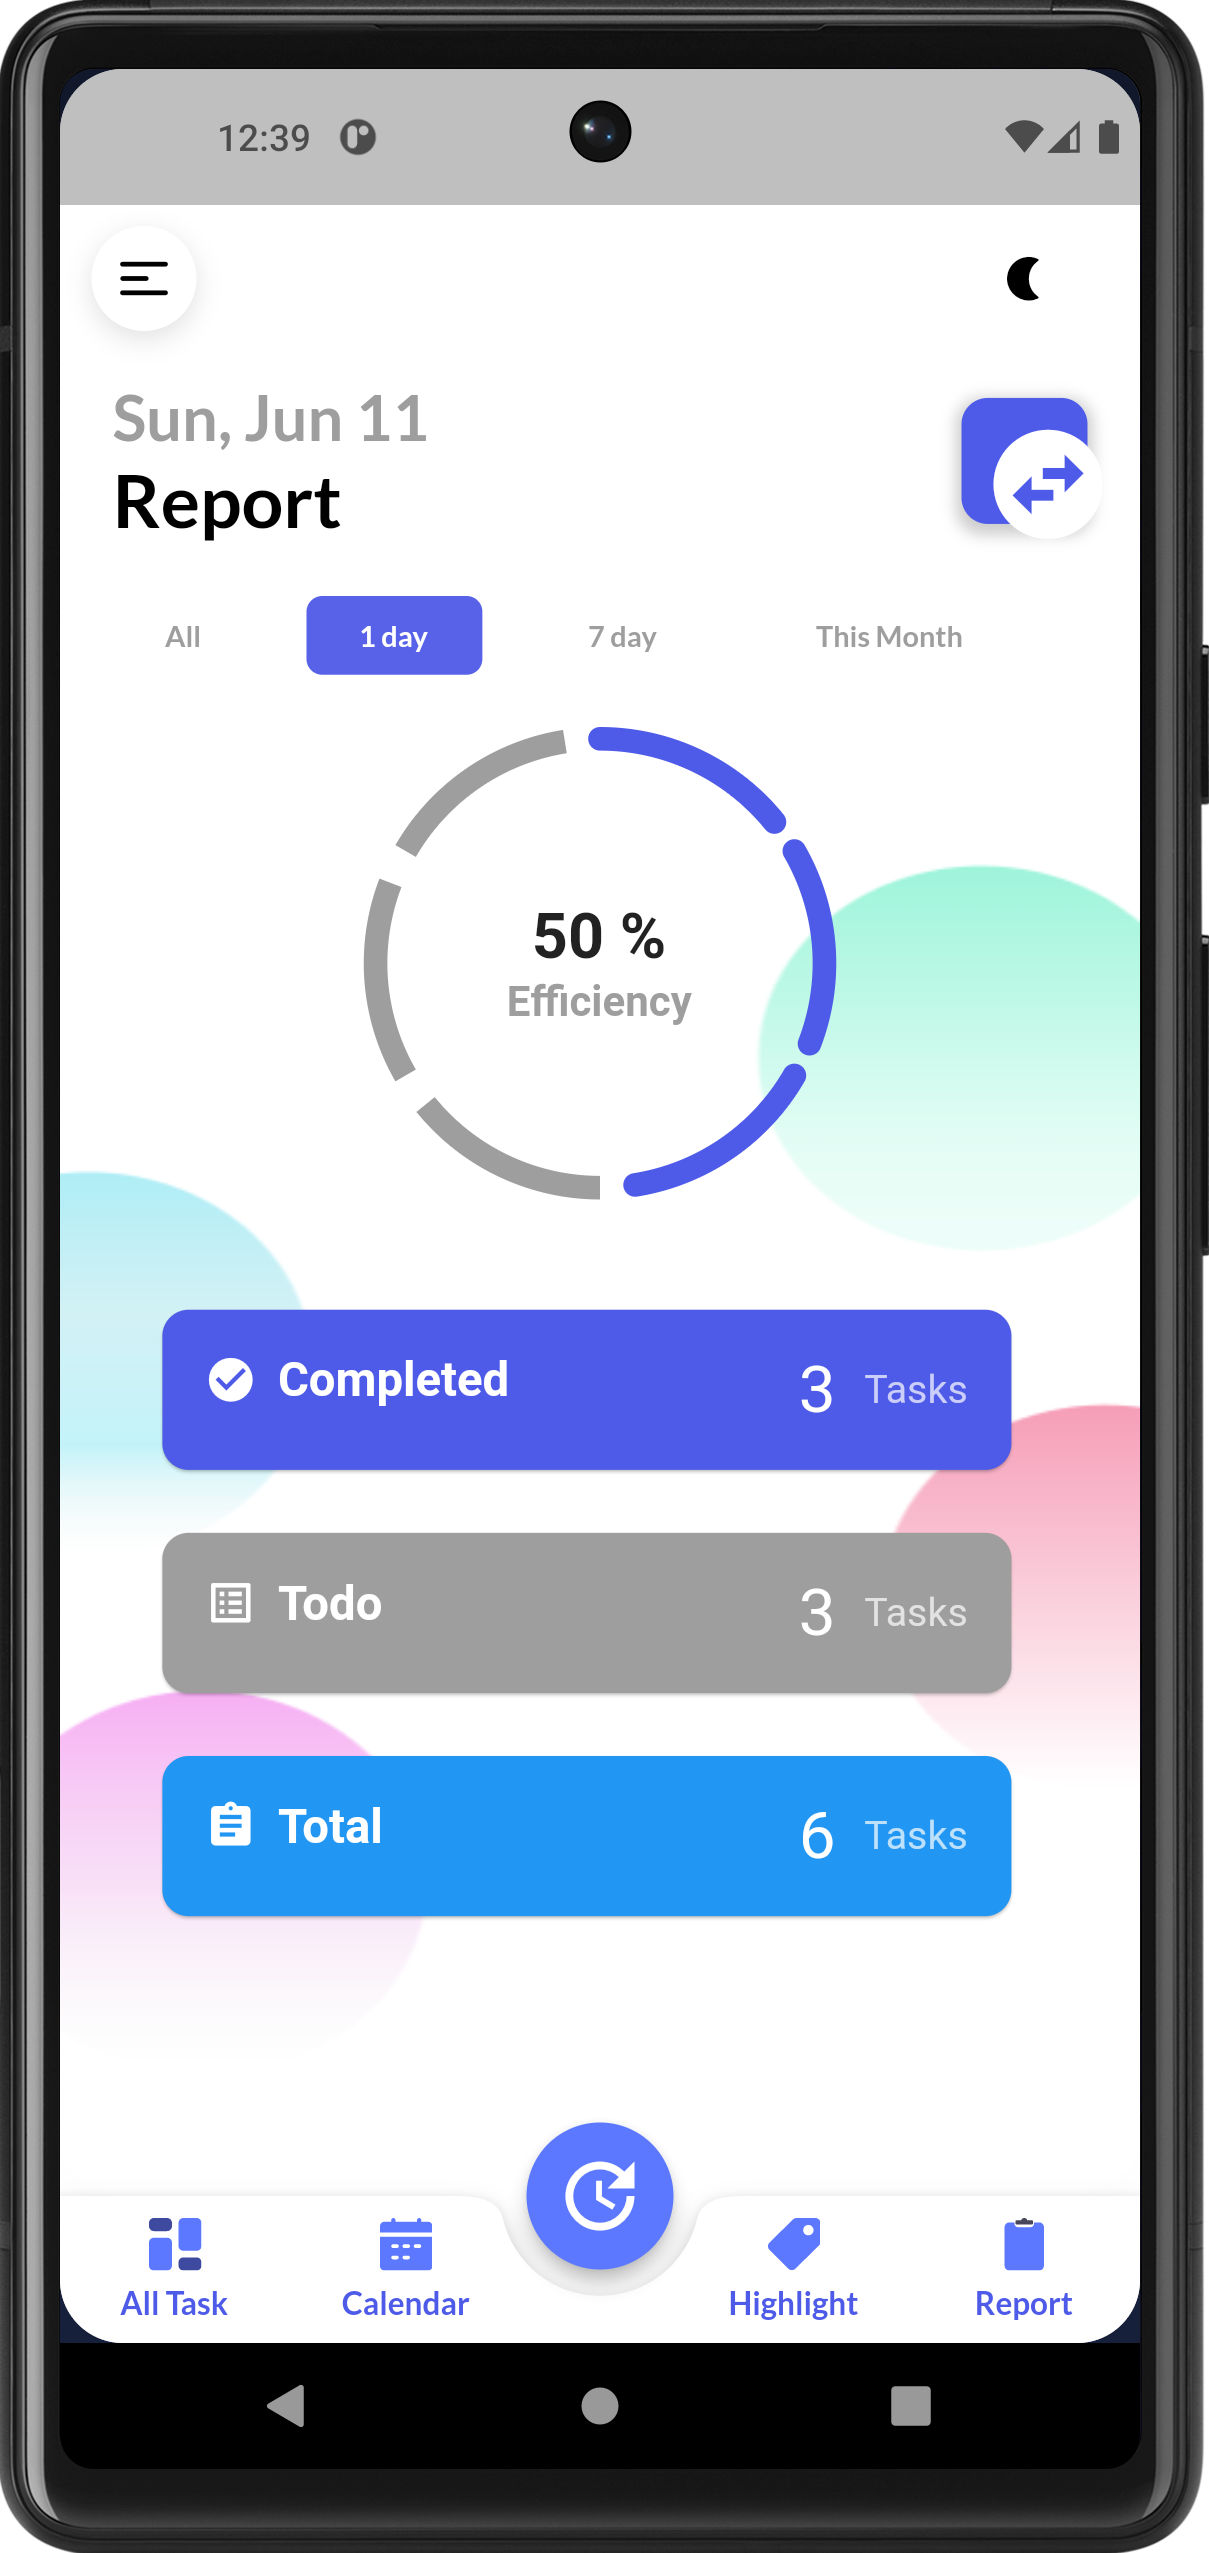 12:39
Sun, Jun 11
Report
All 1 day 7 day This Month
50 %
Efficiency
Completed 3 Tasks
Todo 3 Tasks
Total 6 Tasks
All Task Calendar Highlight Report